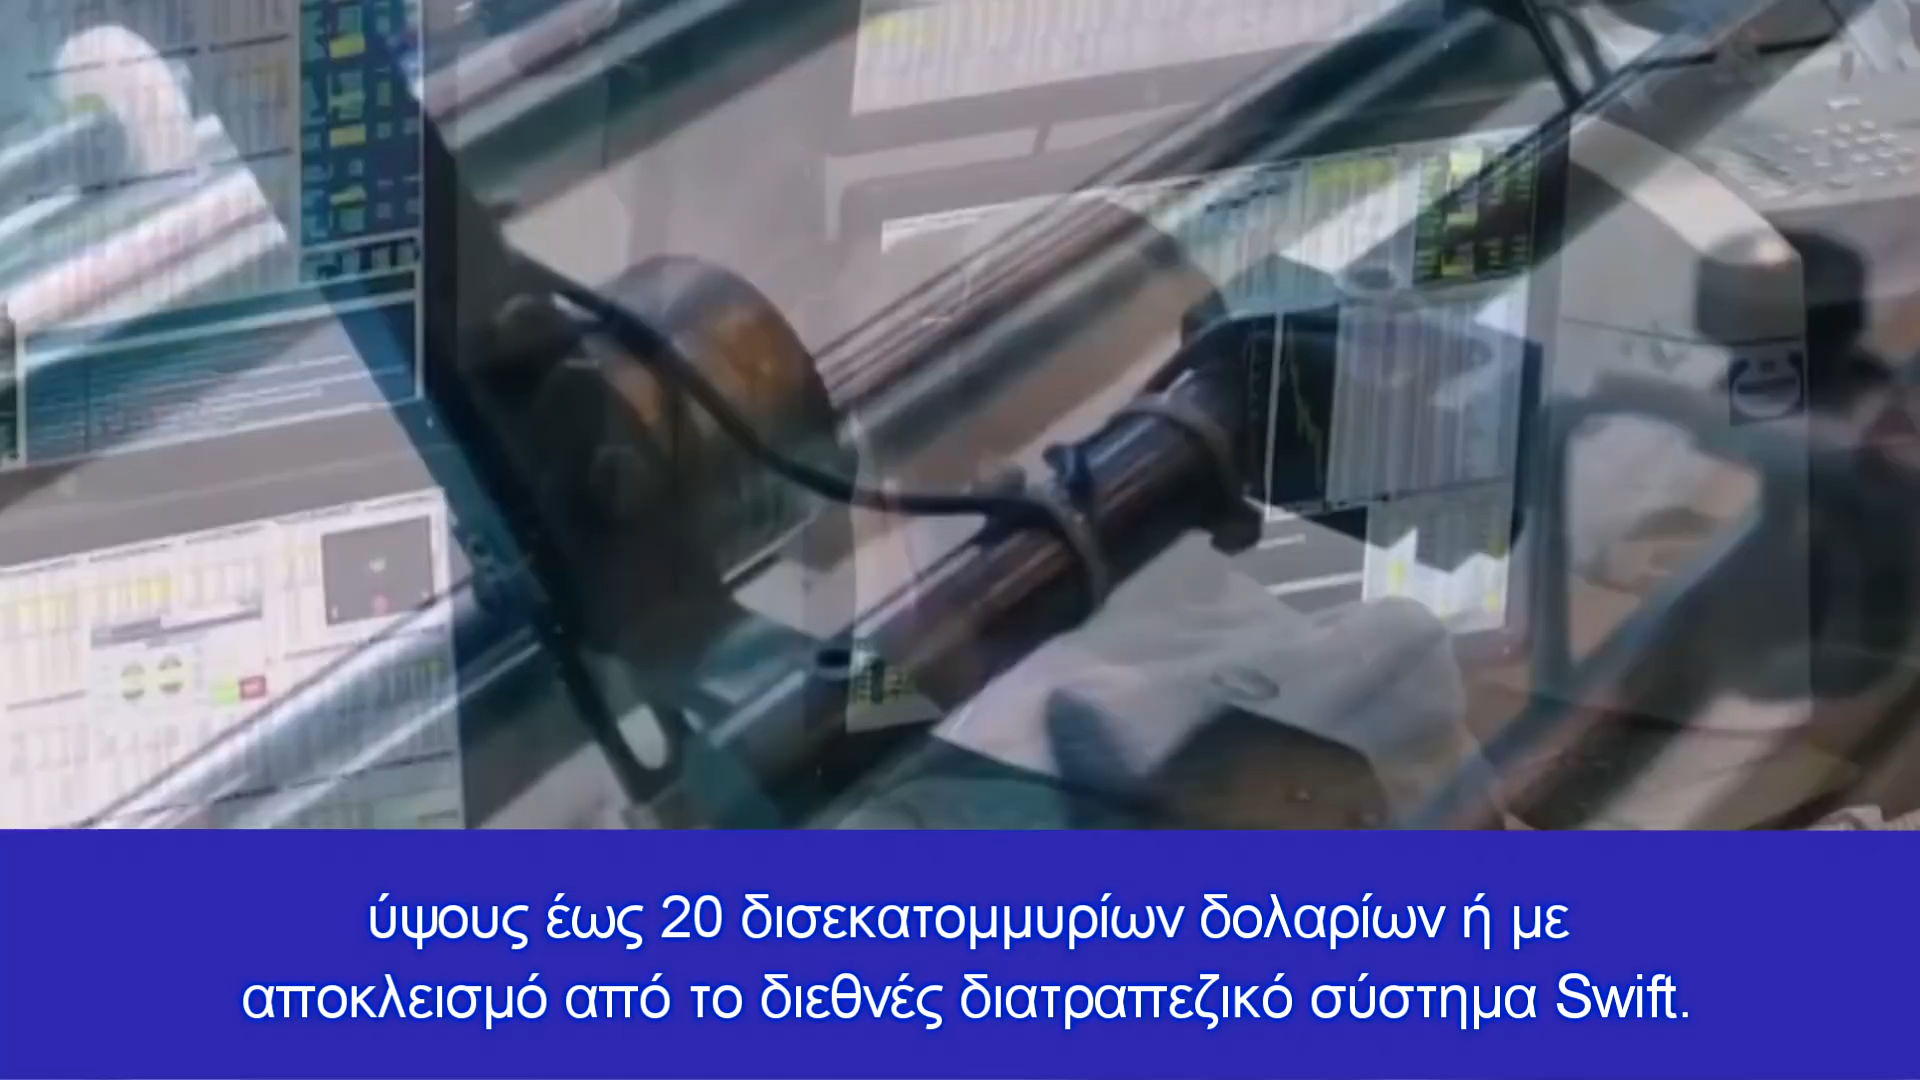 ύψους έως 20 δισεκατομμυρίων δολαρίων ή με
αποκλεισμό από το διεθνές διατραπεζικό σύστημα Swift.